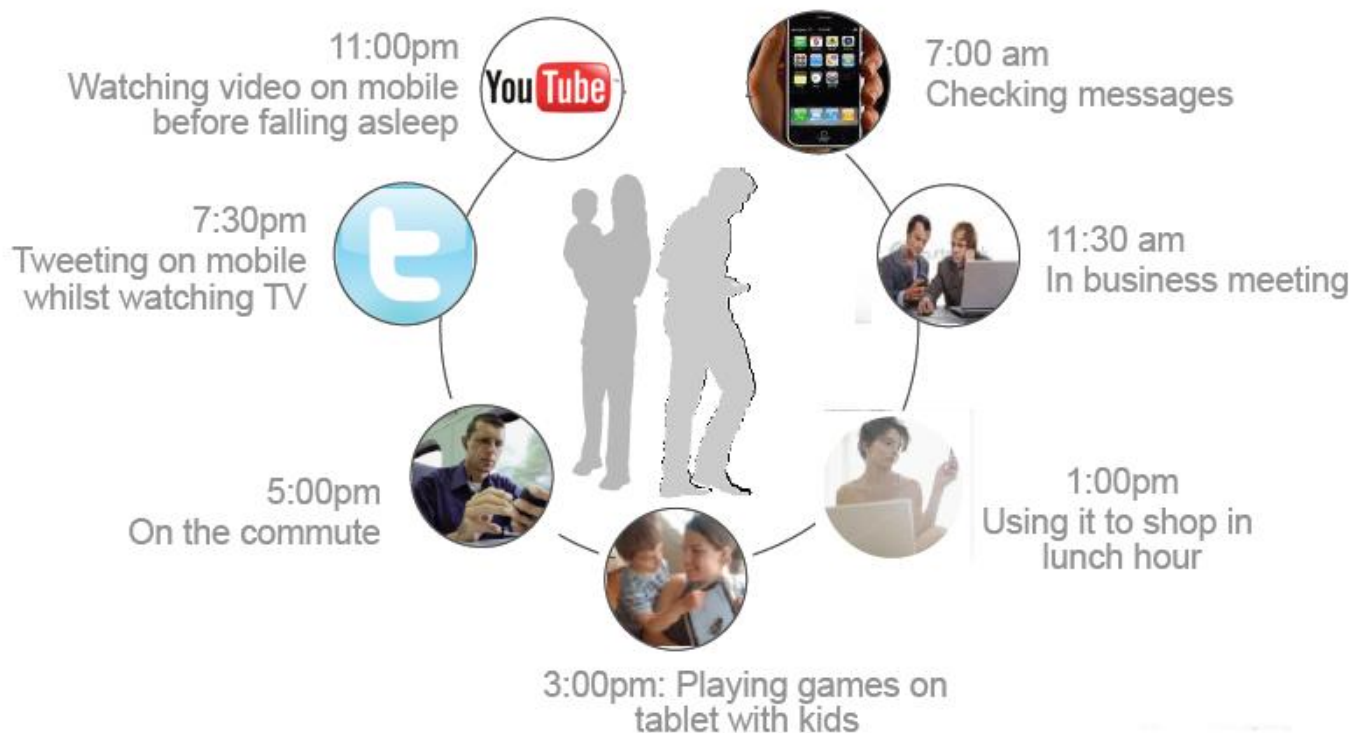 11:00pm
Watching video on mobile
before falling asleep
YouTube
7:00 am
Checking messages
7:30pm
Tweeting on mobile
whilst watching TV
t
11:30 am
In business meeting
5:00pm
On the commute
1:00pm
Using it to shop in
lunch hour
3:00pm: Playing games on
tablet with kids